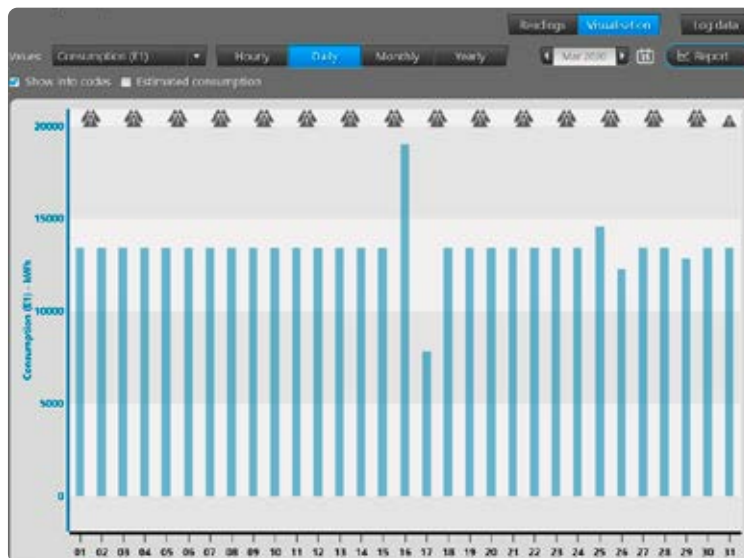 Readings Visualisation Log data
Values: Consumption (E1) Hourly Daily Monthly Yearly Mar 2020 Report
Show info codes Estimated consumption
20000
15000
10000
5000
0
Consumption (E1) - kWh
01 02 03 04 05 06 07 08 09 10 11 12 13 14 15 16 17 18 19 20 21 22 23 24 25 26 27 28 29 30 31